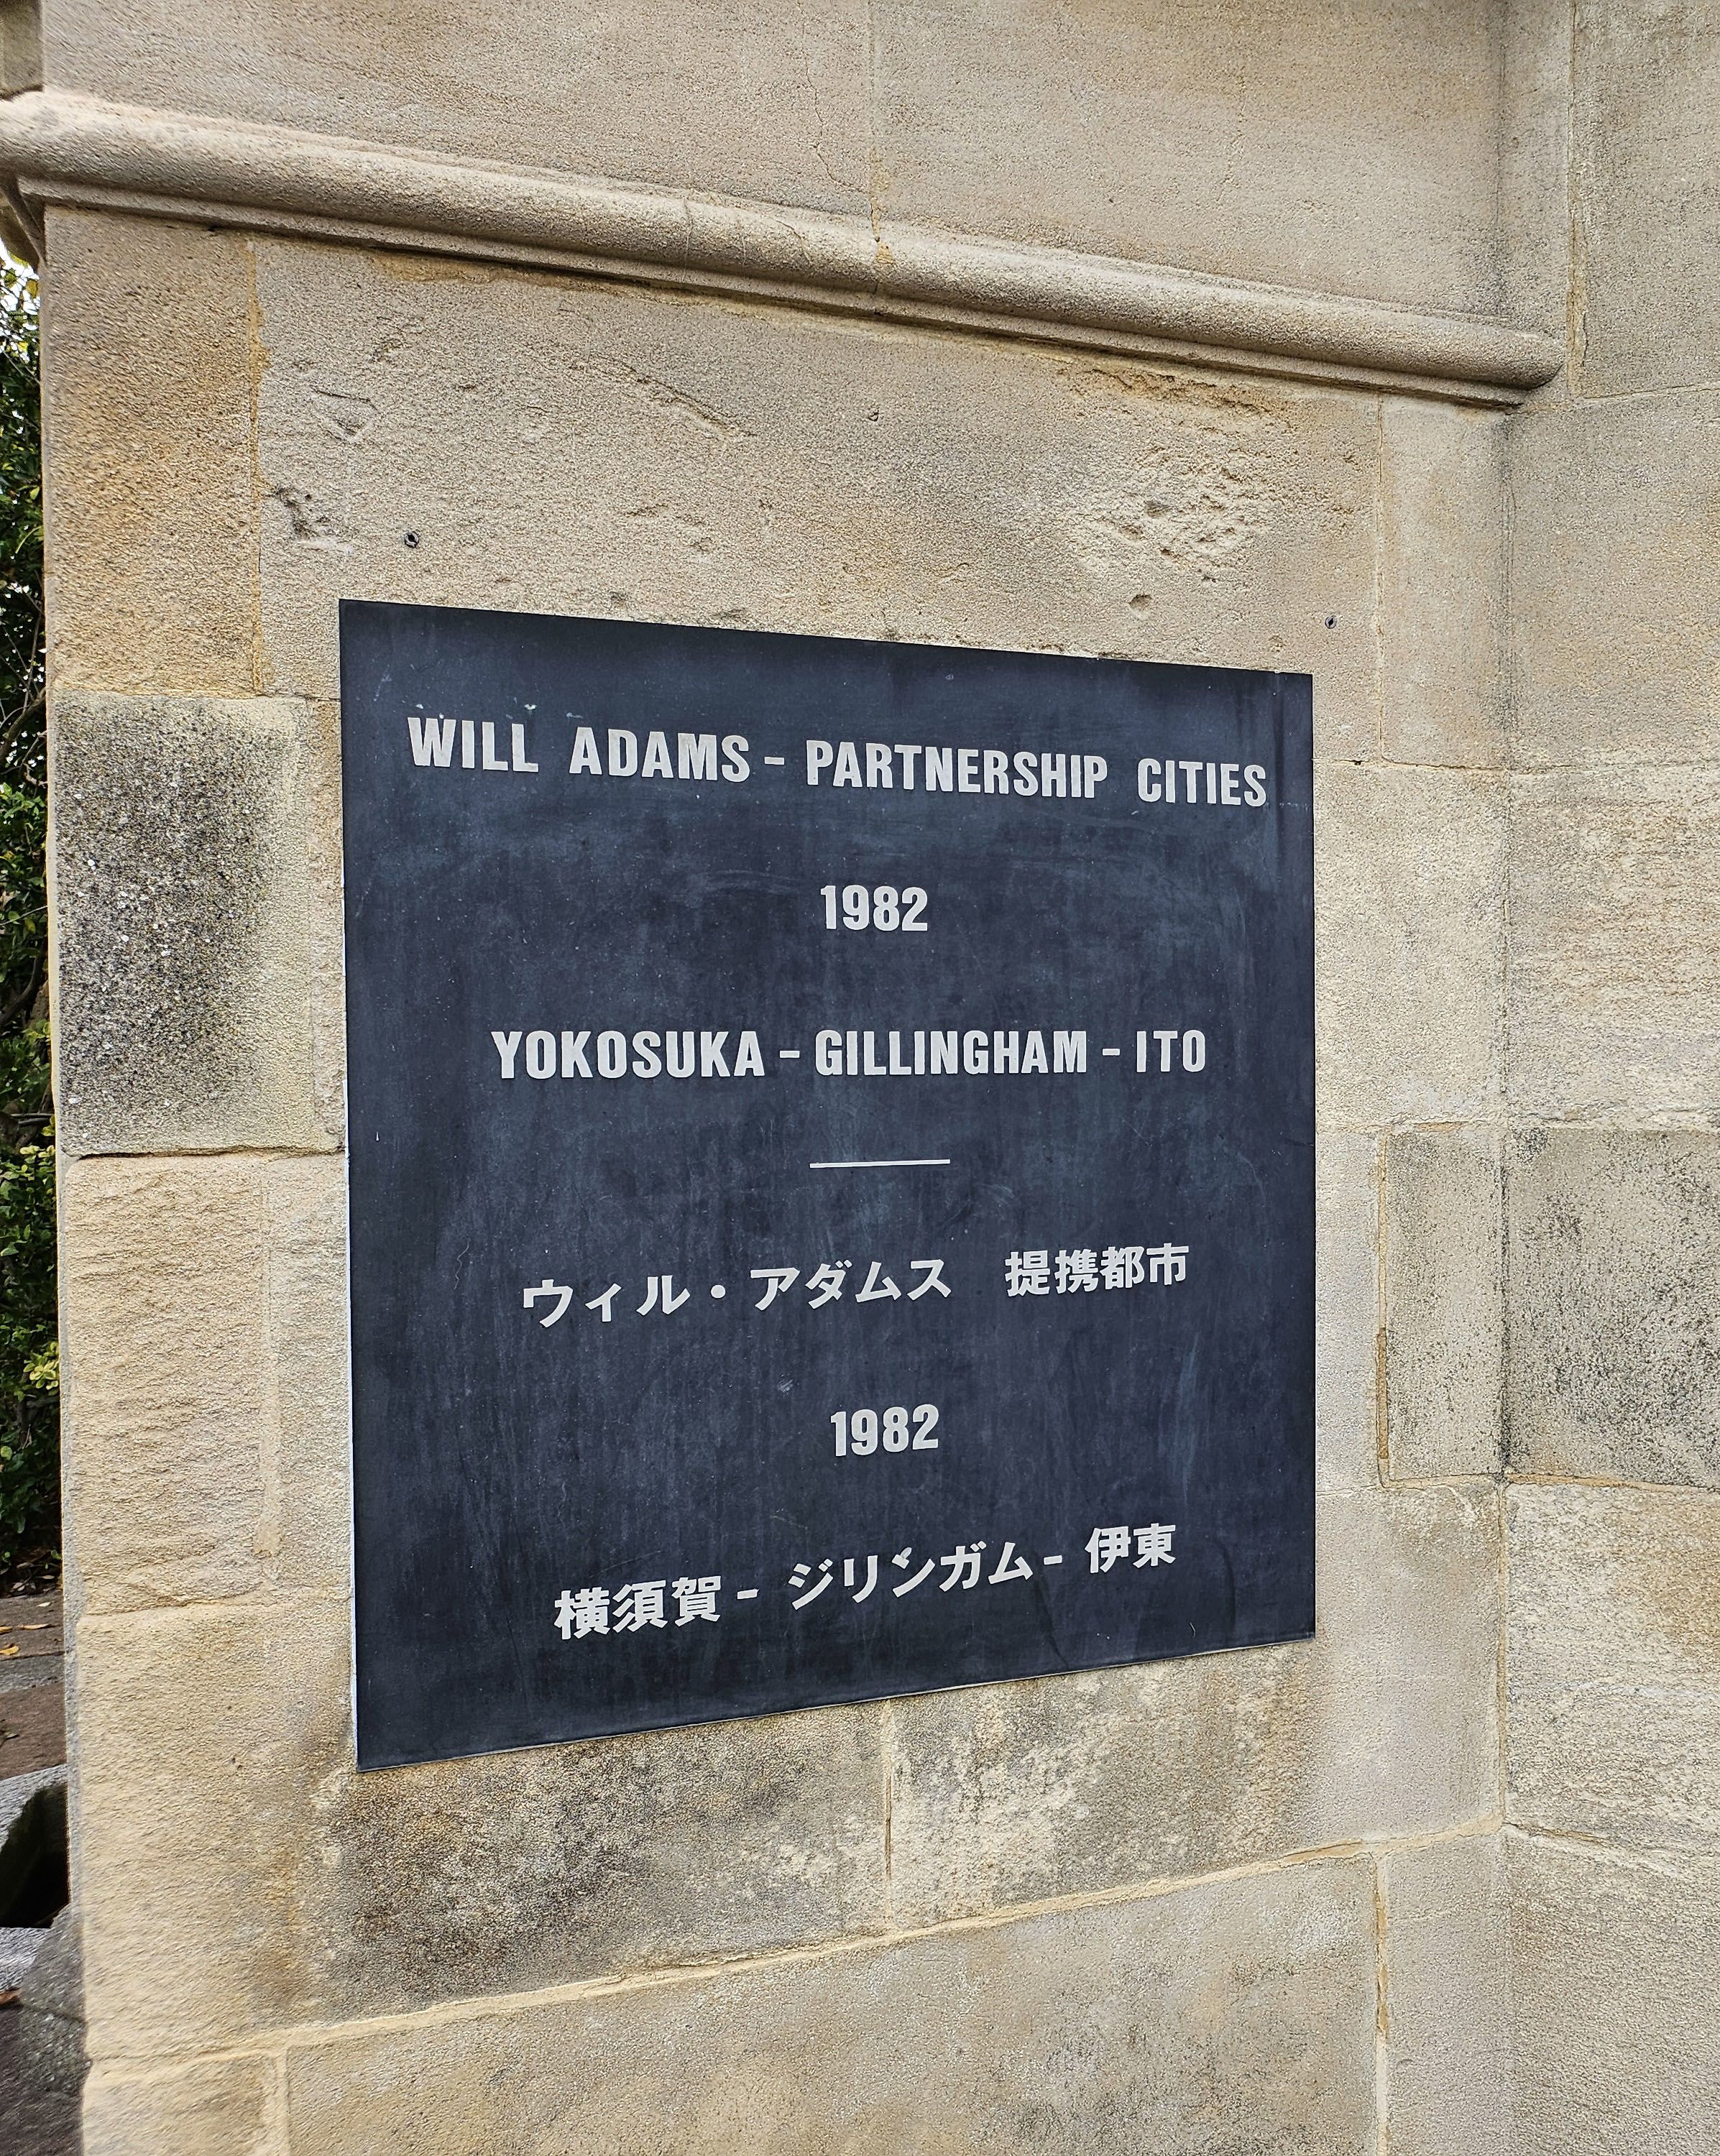 WILL ADAMS - PARTNERSHIP CITIES
1982
YOKOSUKA - GILLINGHAM - ITO
ウィル・アダムス　提携都市
1982
横須賀 - ジリンガム - 伊東